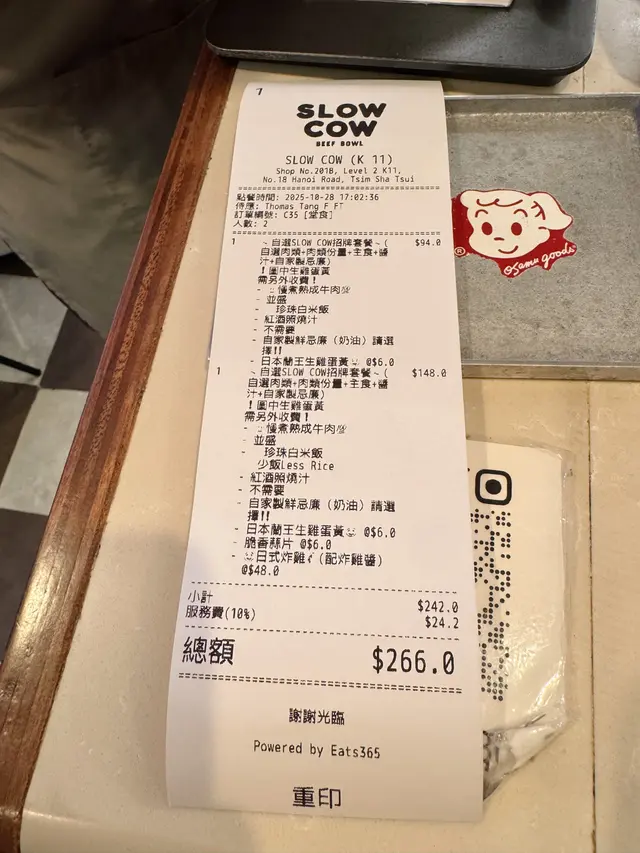 7
SLOW
COW
BEEF BOWL
SLOW COW (K 11)
Shop No.201B, Level 2 K11,
No.18 Hanoi Road, Tsim Sha Tsui
點餐時間: 2025-10-28 17:02:36
侍應: Thomas Tang F FT
訂單編號: C35 [堂食]
人數: 2
1 ~自選SLOW COW招牌套餐~( $94.0
自選肉類+肉類份量+主食+醬
汁+自家製忌廉)
!圖中生雞蛋黃
需另外收費!
- 慢煮熟成牛肉
- 並盛
- 珍珠白米飯
- 紅酒照燒汁
- 不需要
- 自家製鮮忌廉（奶油）請選
擇!!
- 日本蘭王生雞蛋黃 @$6.0
1 ~自選SLOW COW招牌套餐~( $148.0
自選肉類+肉類份量+主食+醬
汁+自家製忌廉)
!圖中生雞蛋黃
需另外收費!
- 慢煮熟成牛肉
- 並盛
- 珍珠白米飯
少飯Less Rice
- 紅酒照燒汁
- 不需要
- 自家製鮮忌廉（奶油）請選
擇!!
- 日本蘭王生雞蛋黃 @$6.0
- 脆香蒜片 @$6.0
- 日式炸雞（配炸雞醬）
@$48.0
小計 $242.0
服務費(10%) $24.2
總額 $266.0
謝謝光臨
Powered by Eats365
重印
® Osamu goods